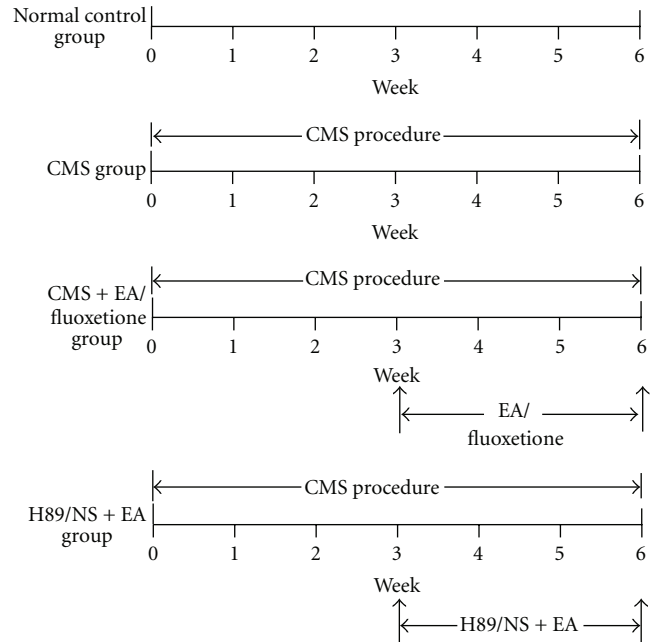 Normal control
group
0 1 2 3 4 5 6
Week
CMS procedure
CMS group
0 1 2 3 4 5 6
Week
CMS procedure
CMS + EA/
fluoxetione
group
0 1 2 3 4 5 6
Week
EA/
fluoxetione
CMS procedure
H89/NS + EA
group
0 1 2 3 4 5 6
Week
H89/NS + EA